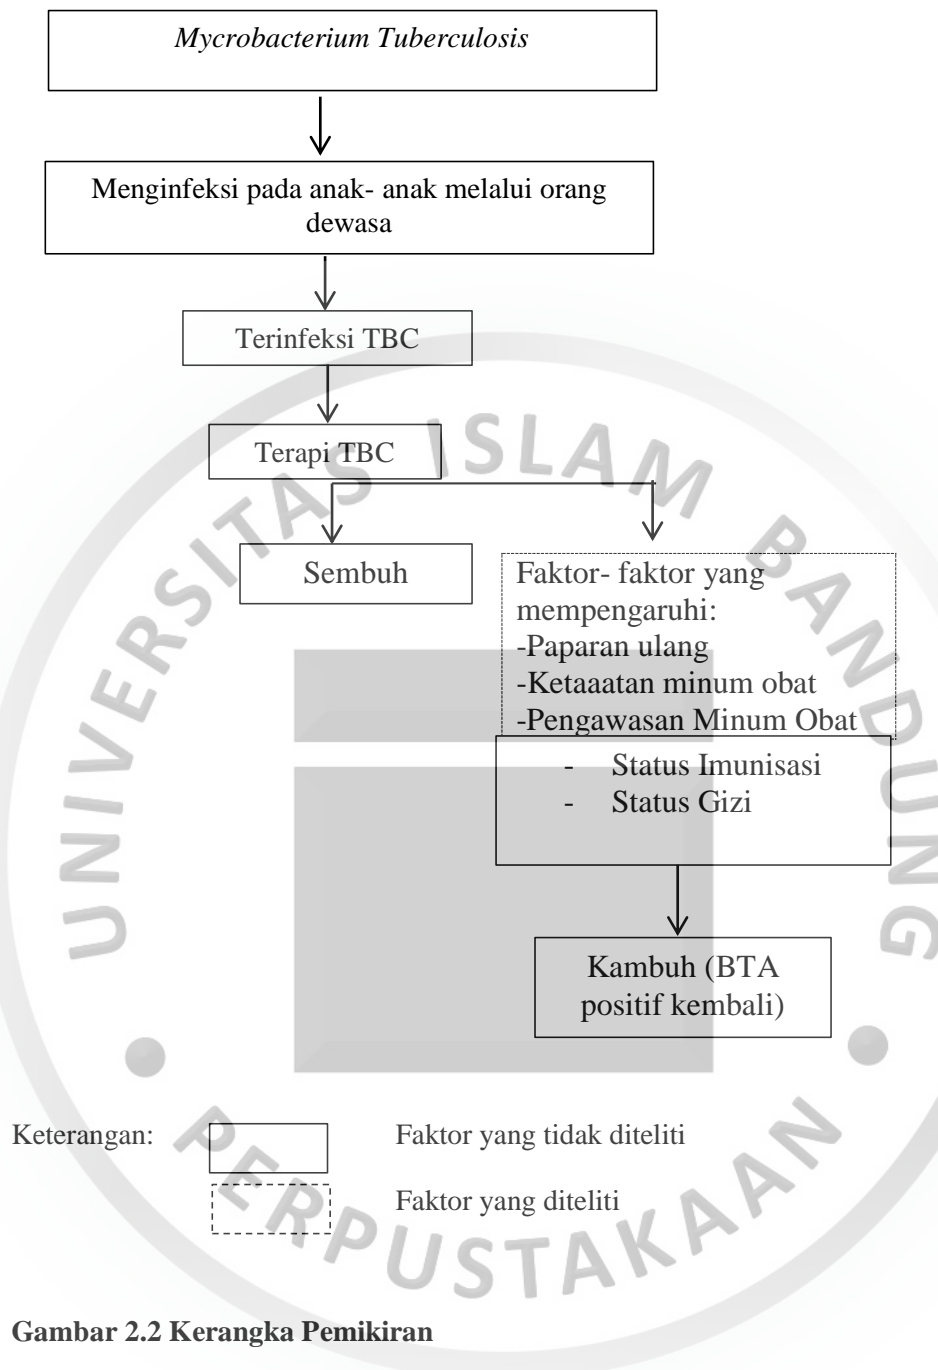 Mycrobacterium Tuberculosis
Menginfeksi pada anak- anak melalui orang
dewasa
Terinfeksi TBC
Terapi TBC
Sembuh
Faktor- faktor yang
mempengaruhi:
-Paparan ulang
-Ketaaatan minum obat
-Pengawasan Minum Obat
- Status Imunisasi
- Status Gizi
Kambuh (BTA
positif kembali)
Keterangan:
Faktor yang tidak diteliti
Faktor yang diteliti
Gambar 2.2 Kerangka Pemikiran
UNIVERSITAS ISLAM BANDUNG
PERPUSTAKAAN